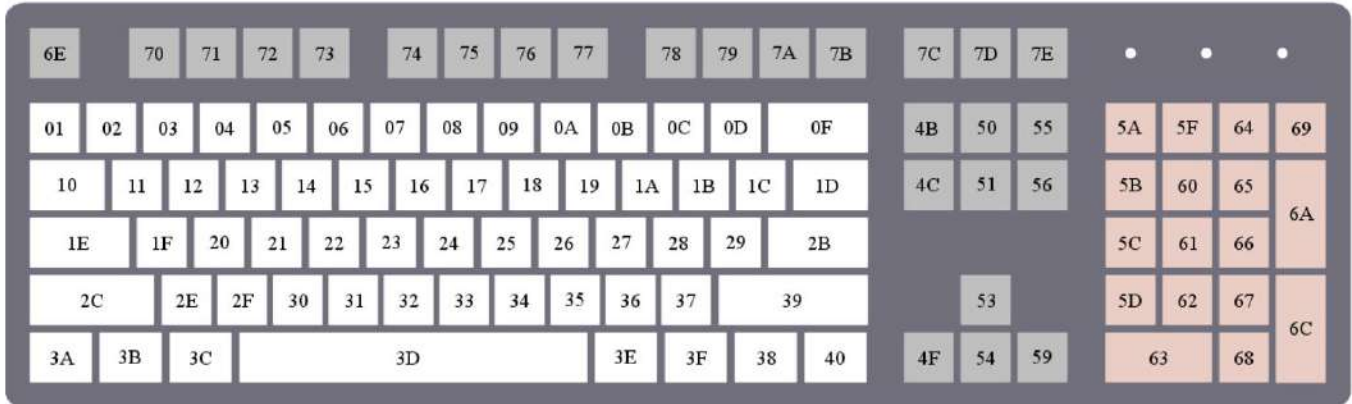 6E 70 71 72 73 74 75 76 77 78 79 7A 7B 7C 7D 7E
01 02 03 04 05 06 07 08 09 0A 0B 0C 0D 0F 4B 50 55 5A 5F 64 69
10 11 12 13 14 15 16 17 18 19 1A 1B 1C 1D 4C 51 56 5B 60 65 6A
1E 1F 20 21 22 23 24 25 26 27 28 29 2B 5C 61 66
2C 2E 2F 30 31 32 33 34 35 36 37 39 53 5D 62 67 6C
3A 3B 3C 3D 3E 3F 38 40 4F 54 59 63 68